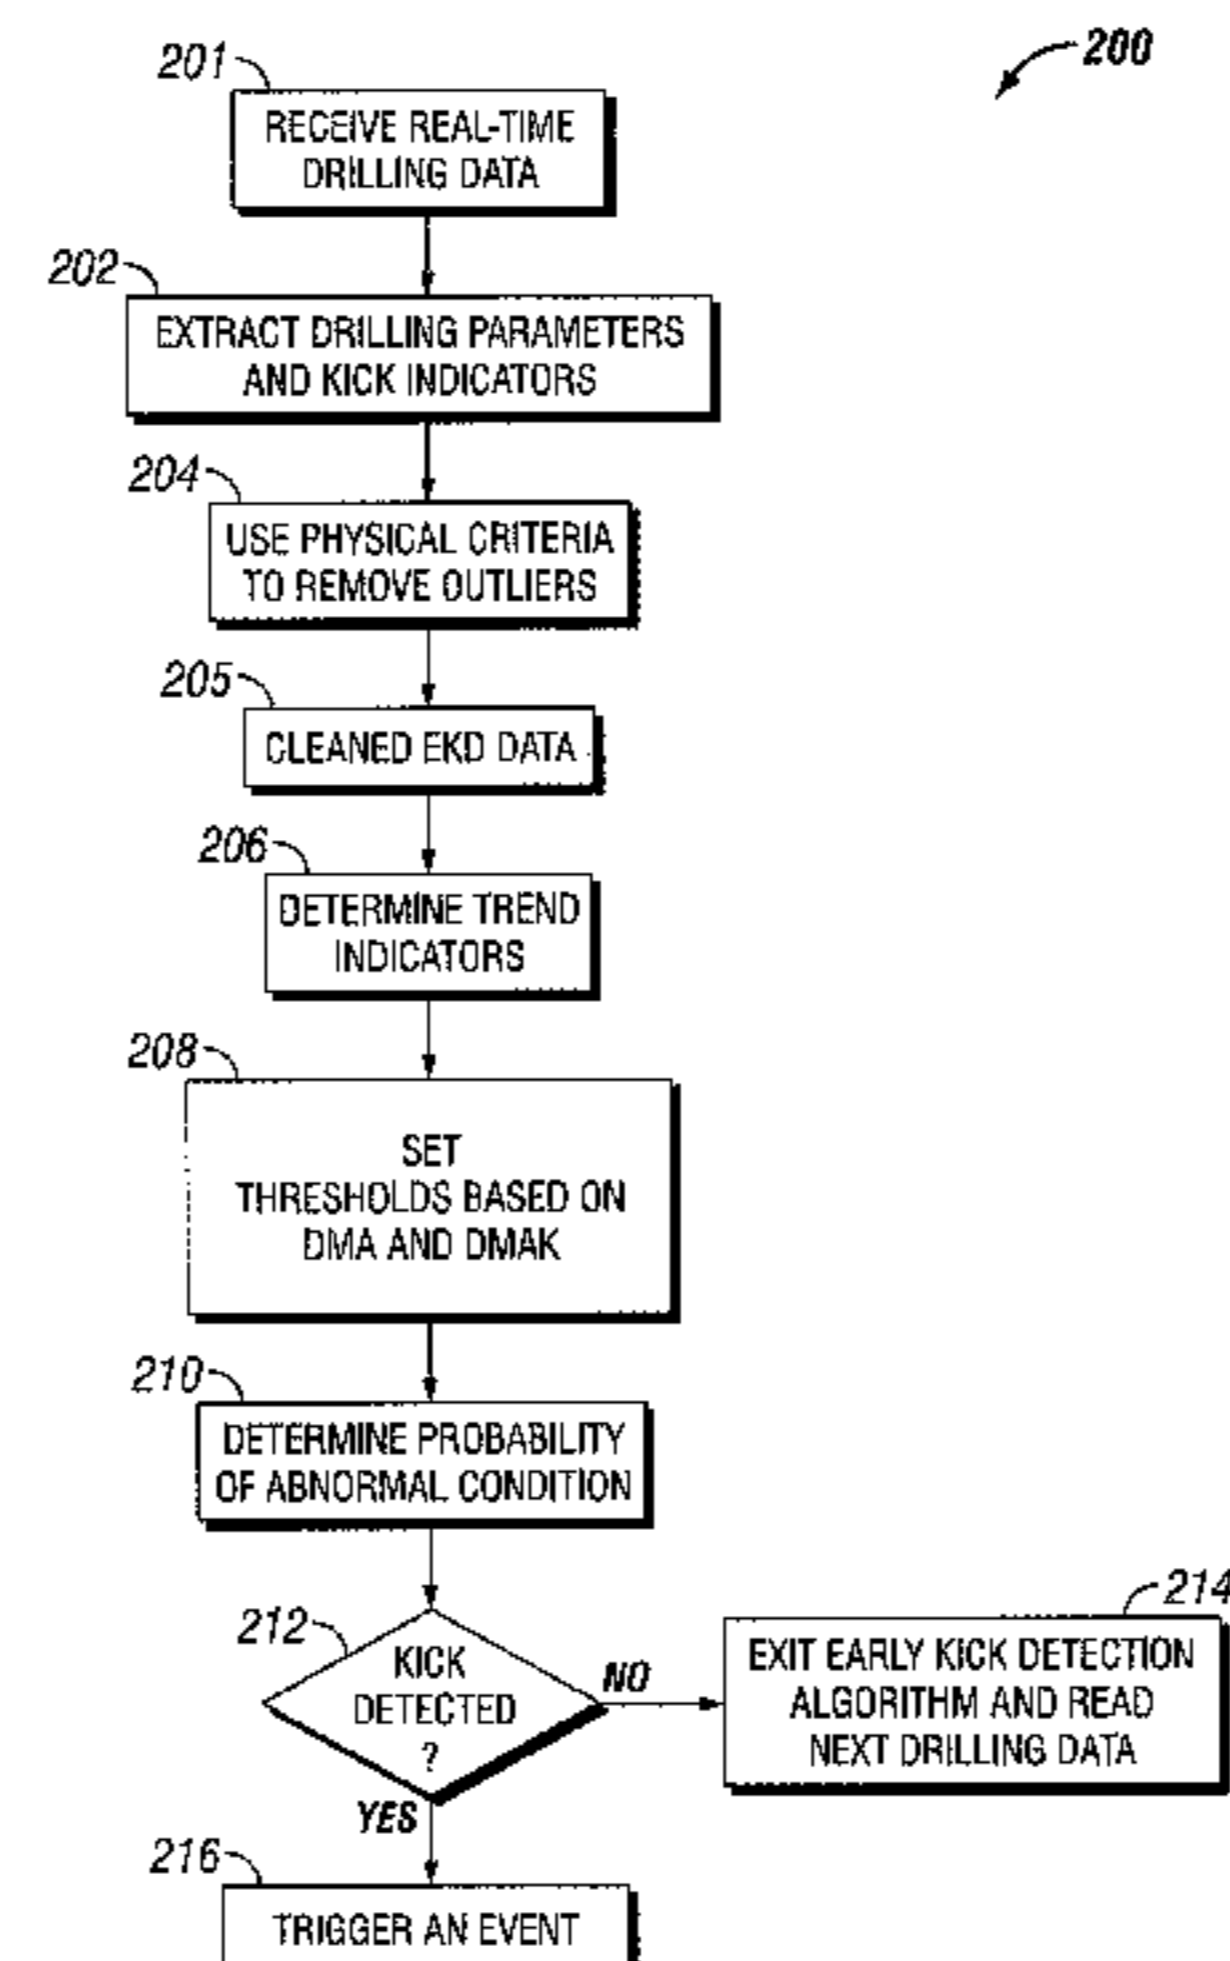 200
201
RECEIVE REAL-TIME
DRILLING DATA
202
EXTRACT DRILLING PARAMETERS
AND KICK INDICATORS
204
USE PHYSICAL CRITERIA
TO REMOVE OUTLIERS
205
CLEANED EKD DATA
206
DETERMINE TREND
INDICATORS
208
SET
THRESHOLDS BASED ON
DMA AND DMAK
210
DETERMINE PROBABILITY
OF ABNORMAL CONDITION
212
KICK
DETECTED
?
NO
214
EXIT EARLY KICK DETECTION
ALGORITHM AND READ
NEXT DRILLING DATA
YES
216
TRIGGER AN EVENT